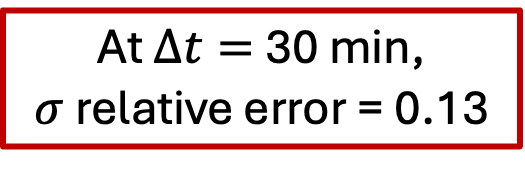 At Δ𝑡 = 30 min,
𝜎 relative error = 0.13